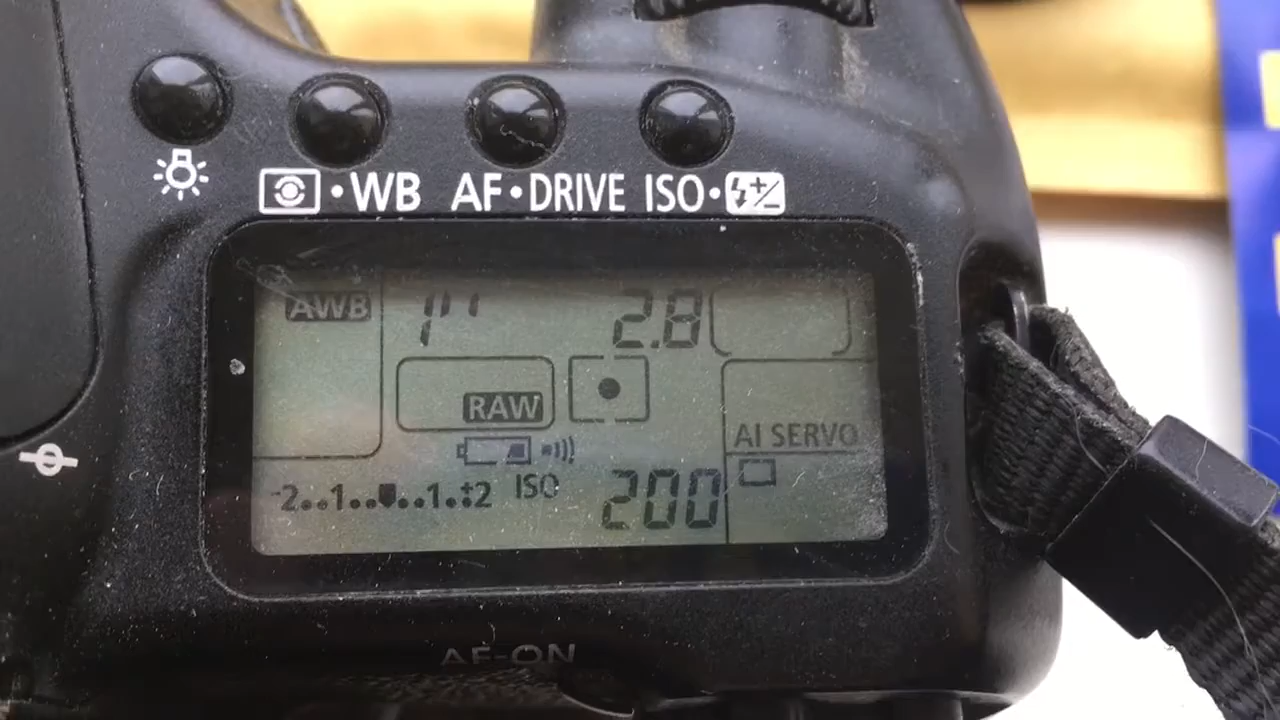 WB AF•DRIVE ISO•
AWB 1" 2.8
RAW
AI SERVO
-2..1..▼..1.+2 ISO 200
AF-ON